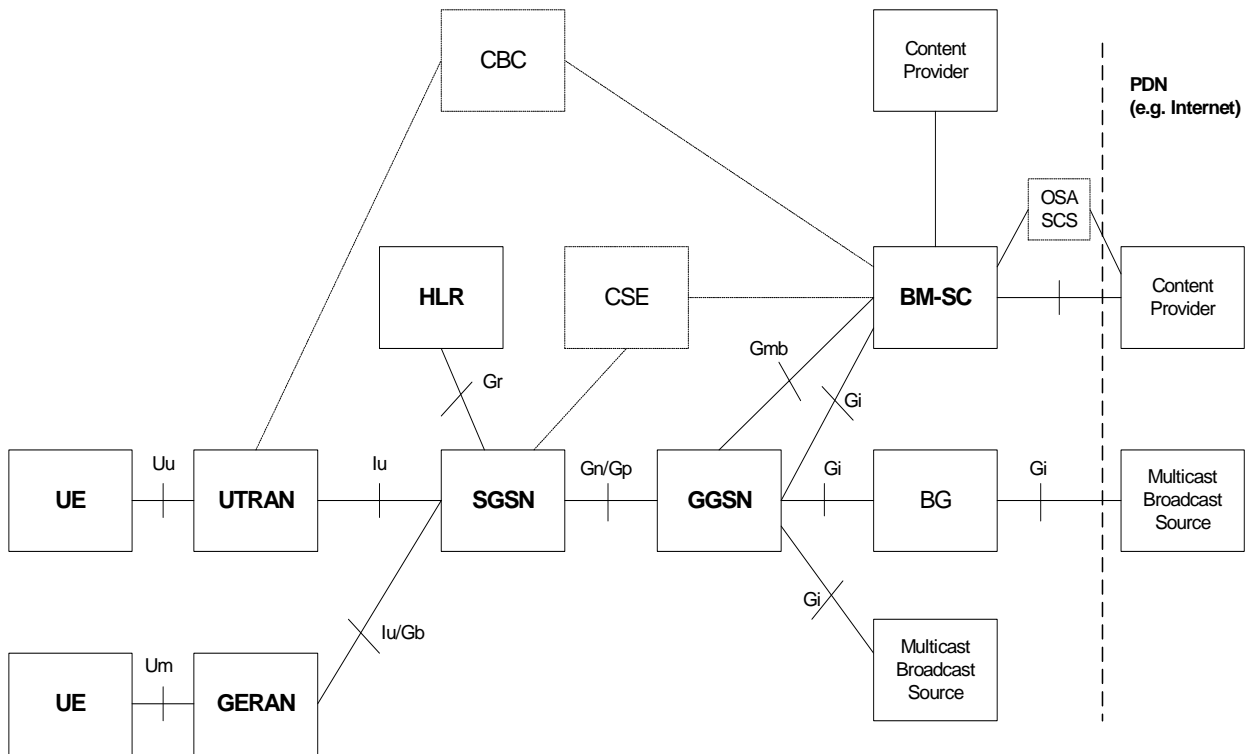 CBC
Content
Provider
PDN
(e.g. Internet)
OSA
SCS
HLR
CSE
BM-SC
Content
Provider
Gmb
Gr
Gi
Uu
Iu
Gn/Gp
Gi
Gi
UE
UTRAN
SGSN
GGSN
BG
Multicast
Broadcast
Source
Gi
Iu/Gb
Um
UE
GERAN
Multicast
Broadcast
Source